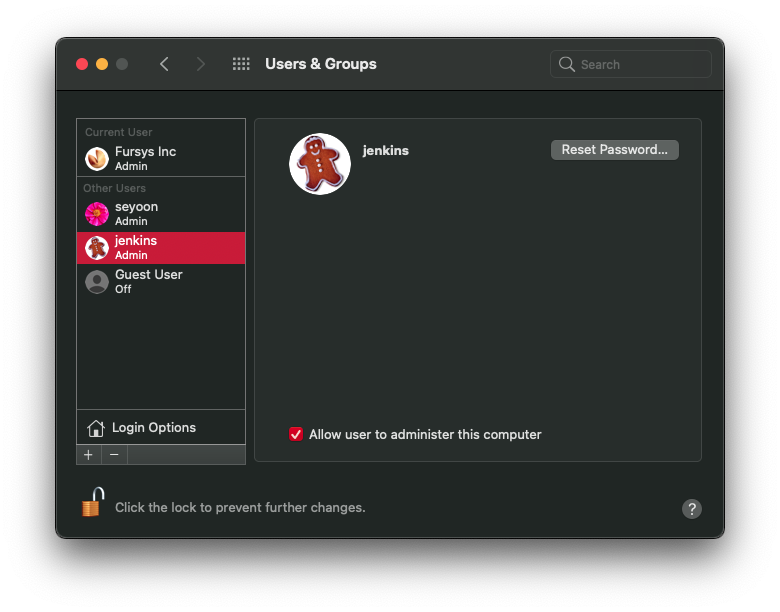 Users & Groups
Search
Current User
Fursys Inc
Admin
Other Users
seyoon
Admin
jenkins
Admin
Guest User
Off
Login Options
+ −
jenkins
Reset Password...
Allow user to administer this computer
Click the lock to prevent further changes.
?